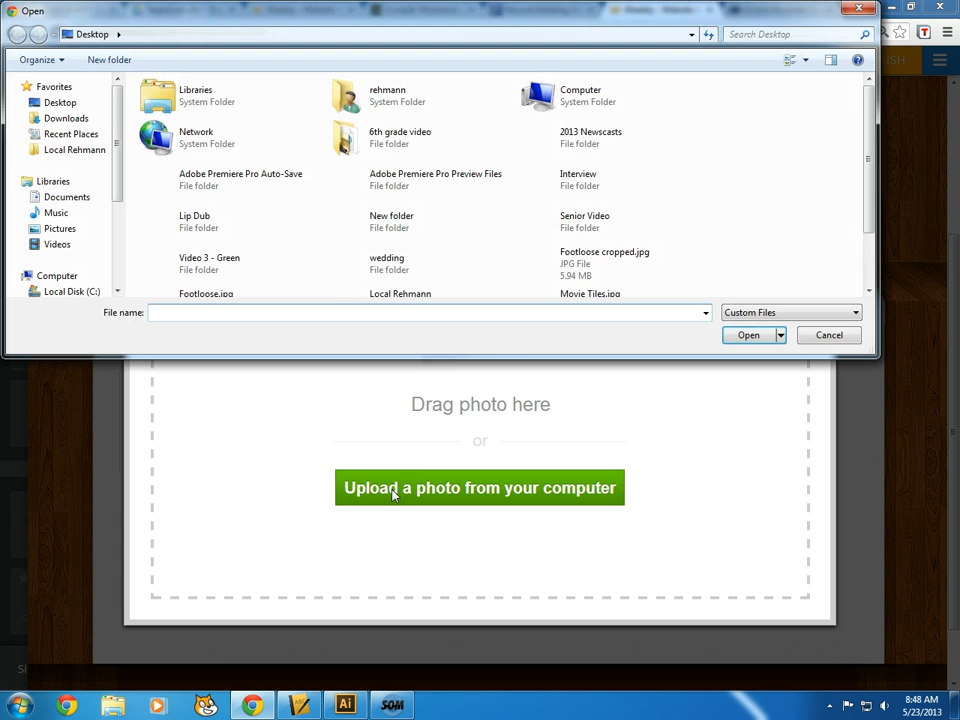 Open
Desktop
Search Desktop
Organize
New folder
Favorites
Desktop
Downloads
Recent Places
Local Rehmann
Libraries
Documents
Music
Pictures
Videos
Computer
Local Disk (C:)
Libraries
System Folder
rehmann
System Folder
Computer
System Folder
Network
System Folder
6th grade video
File folder
2013 Newscasts
File folder
Adobe Premiere Pro Auto-Save
File folder
Adobe Premiere Pro Preview Files
File folder
Interview
File folder
Lip Dub
File folder
New folder
File folder
Senior Video
File folder
Video 3 - Green
File folder
wedding
File folder
Footloose cropped.jpg
JPG File
5.94 MB
Footloose.jpg
Local Rehmann
Movie Tiles.jpg
File name:
Custom Files
Open
Cancel
ISH
Drag photo here
or
Upload a photo from your computer
Ai
SOM
8:48 AM
5/23/2013